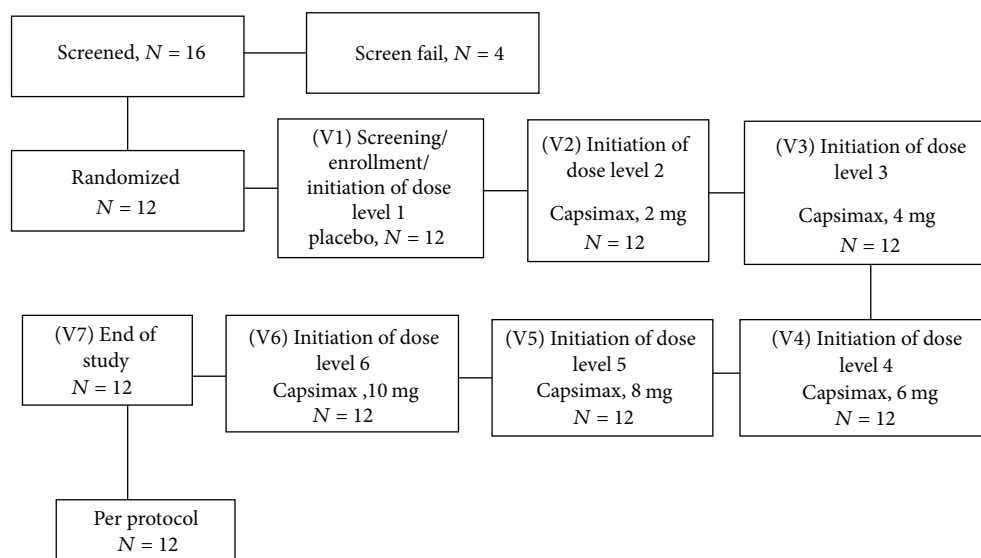 Screened, N = 16
Screen fail, N = 4
Randomized
N = 12
(V1) Screening/
enrollment/
initiation of dose
level 1
placebo, N = 12
(V2) Initiation of
dose level 2
Capsimax, 2 mg
N = 12
(V3) Initiation of dose
level 3
Capsimax, 4 mg
N = 12
(V4) Initiation of dose
level 4
Capsimax, 6 mg
N = 12
(V5) Initiation of dose
level 5
Capsimax, 8 mg
N = 12
(V6) Initiation of dose
level 6
Capsimax ,10 mg
N = 12
(V7) End of
study
N = 12
Per protocol
N = 12